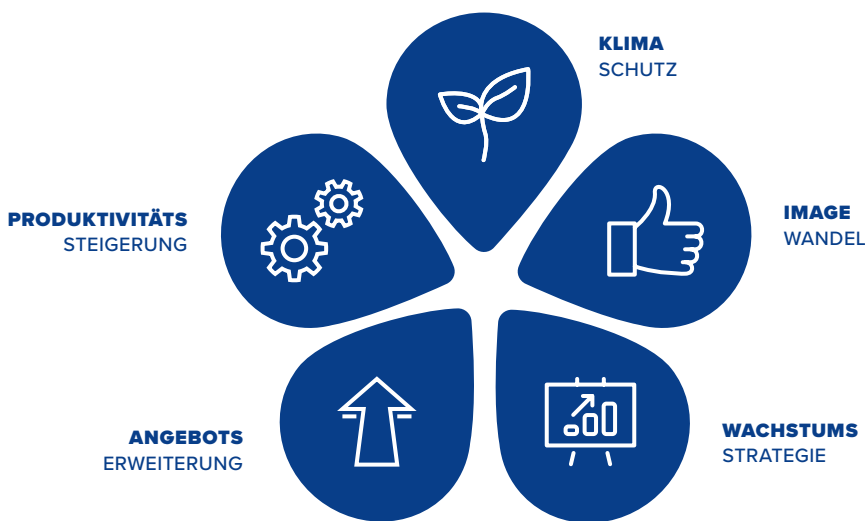 KLIMA
SCHUTZ
PRODUKTIVITÄTS
STEIGERUNG
IMAGE
WANDEL
ANGEBOTS
ERWEITERUNG
WACHSTUMS
STRATEGIE